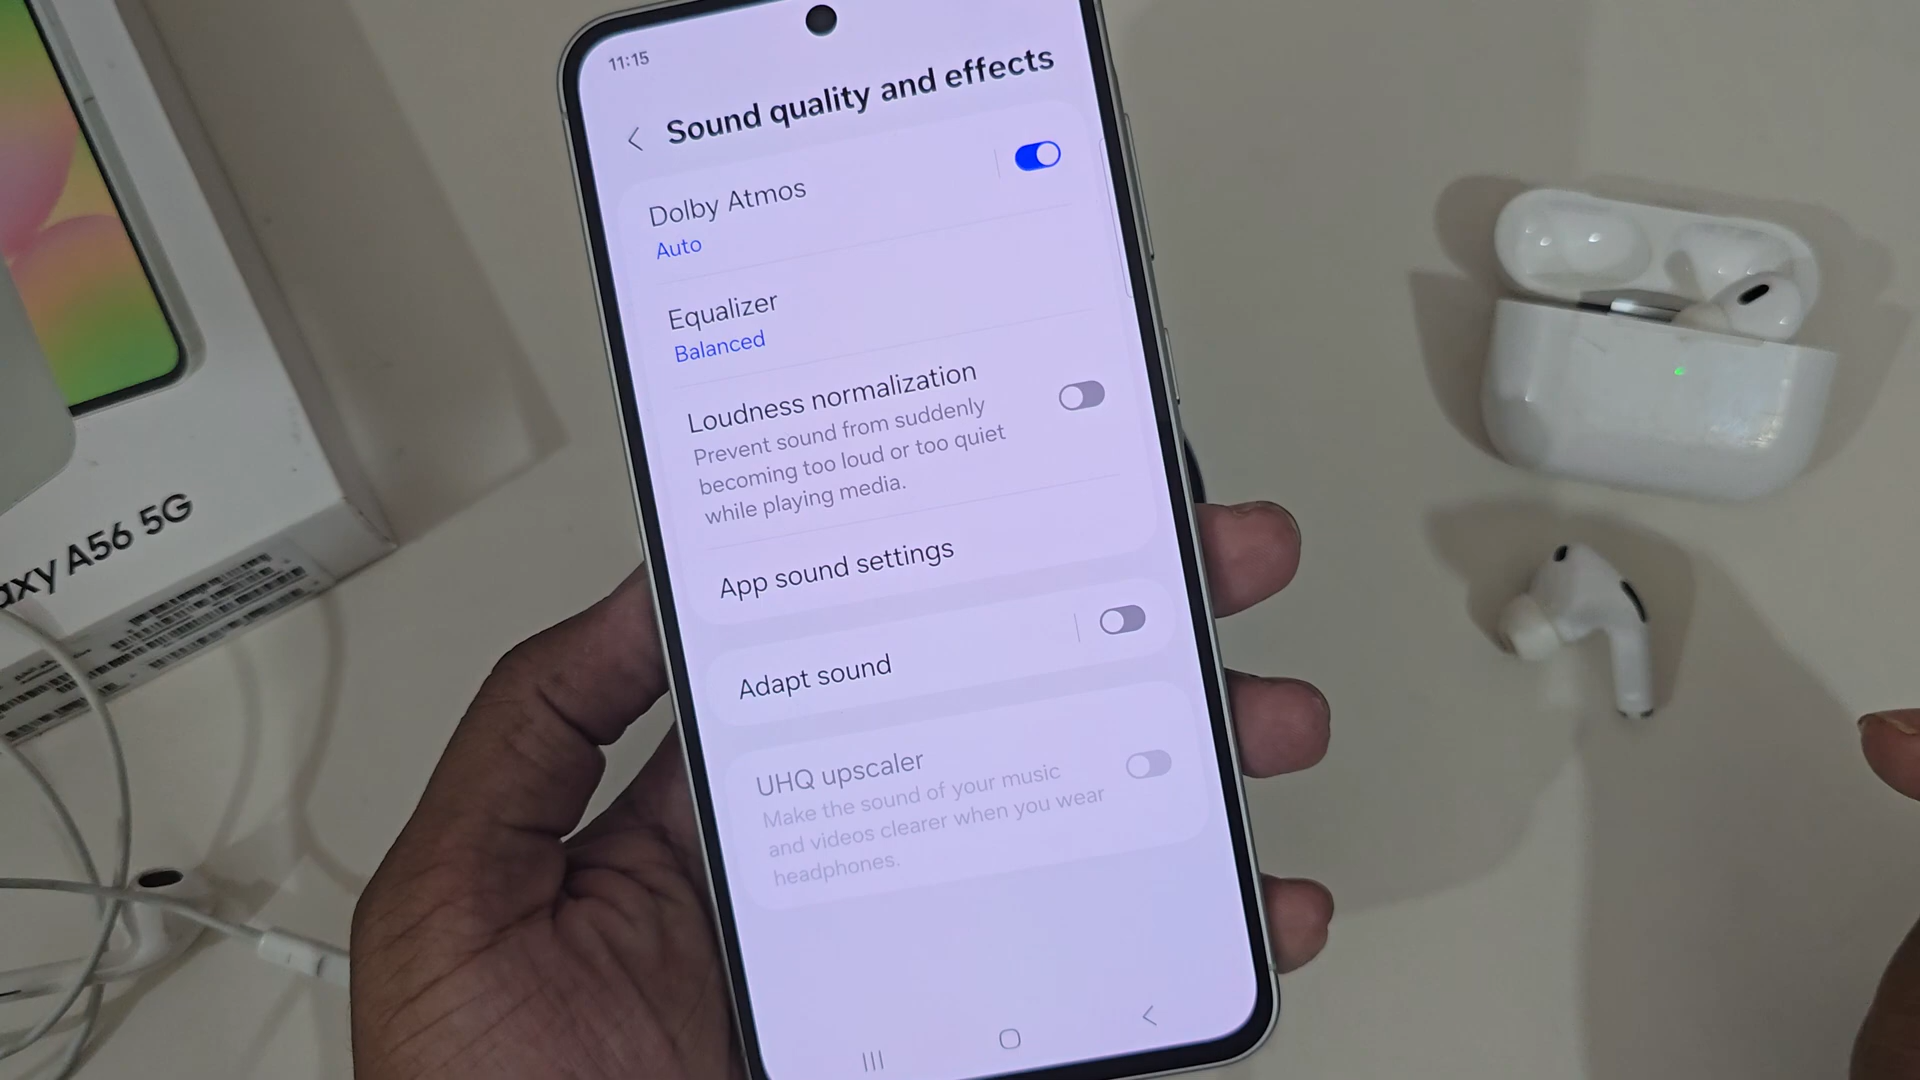 11:15
Sound quality and effects
Dolby Atmos
Auto
Equalizer
Balanced
Loudness normalization
Prevent sound from suddenly
becoming too loud or too quiet
while playing media.
App sound settings
Adapt sound
UHQ upscaler
Make the sound of your music
and videos clearer when you wear
headphones.
axy A56 5G